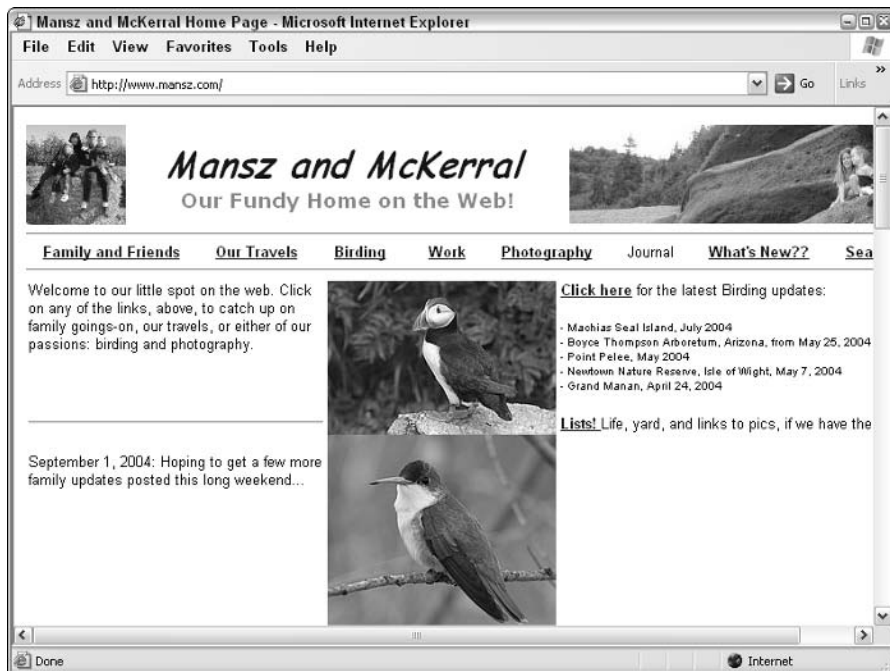 Mansz and McKerral Home Page - Microsoft Internet Explorer
File Edit View Favorites Tools Help
Address http://www.mansz.com/ Go Links
Mansz and McKerral
Our Fundy Home on the Web!
Family and Friends Our Travels Birding Work Photography Journal What's New?? Sea
Welcome to our little spot on the web. Click
on any of the links, above, to catch up on
family goings-on, our travels, or either of our
passions: birding and photography.
September 1, 2004: Hoping to get a few more
family updates posted this long weekend...
Click here for the latest Birding updates:
- Machias Seal Island, July 2004
- Boyce Thompson Arboretum, Arizona, from May 25, 2004
- Point Pelee, May 2004
- Newtown Nature Reserve, Isle of Wight, May 7, 2004
- Grand Manan, April 24, 2004
Lists! Life, yard, and links to pics, if we have the
Done Internet